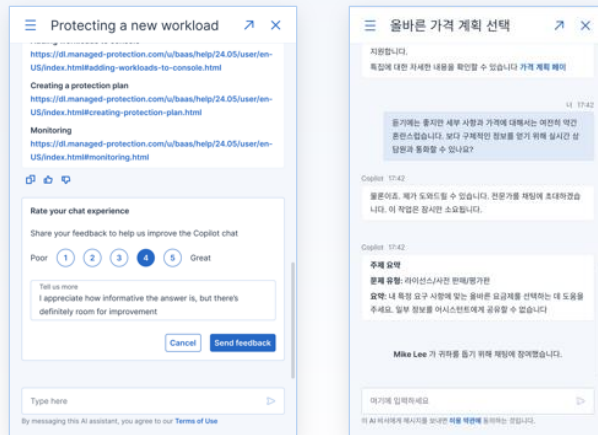 Protecting a new workload
https://dl.managed-protection.com/u/baas/help/24.05/user/en-
US/index.html#adding-workloads-to-console.html
Creating a protection plan
https://dl.managed-protection.com/u/baas/help/24.05/user/en-
US/index.html#creating-protection-plan.html
Monitoring
https://dl.managed-protection.com/u/baas/help/24.05/user/en-
US/index.html#monitoring.html
Rate your chat experience
Share your feedback to help us improve the Copilot chat
Poor 1 2 3 4 5 Great
Tell us more
I appreciate how informative the answer is, but there's
definitely room for improvement
Cancel Send feedback
Type here
By messaging this AI assistant, you agree to our Terms of Use
올바른 가격 계획 선택
지원합니다.
특집에 대한 자세한 내용을 확인할 수 있습니다 가격 계획 페이
너 17:42
듣기에는 좋지만 세부 사항과 가격에 대해서는 여전히 약간
혼란스럽습니다. 보다 구체적인 정보를 얻기 위해 실시간 상
담원과 통화할 수 있나요?
Copilot 17:42
물론이죠. 제가 도와드릴 수 있습니다. 전문가를 채팅에 초대하겠습
니다. 이 작업은 잠시만 소요됩니다.
Copilot 17:42
주제 요약
문제 유형: 라이선스/사전 판매/평가판
요약: 내 특정 요구 사항에 맞는 올바른 요금제를 선택하는 데 도움을
주세요. 일부 정보를 어시스턴트에게 공유할 수 없습니다
Mike Lee 가 귀하를 돕기 위해 채팅에 참여했습니다.
여기에 입력하세요
이 AI 비서에게 메시지를 보내면 이용 약관에 동의하는 것입니다.